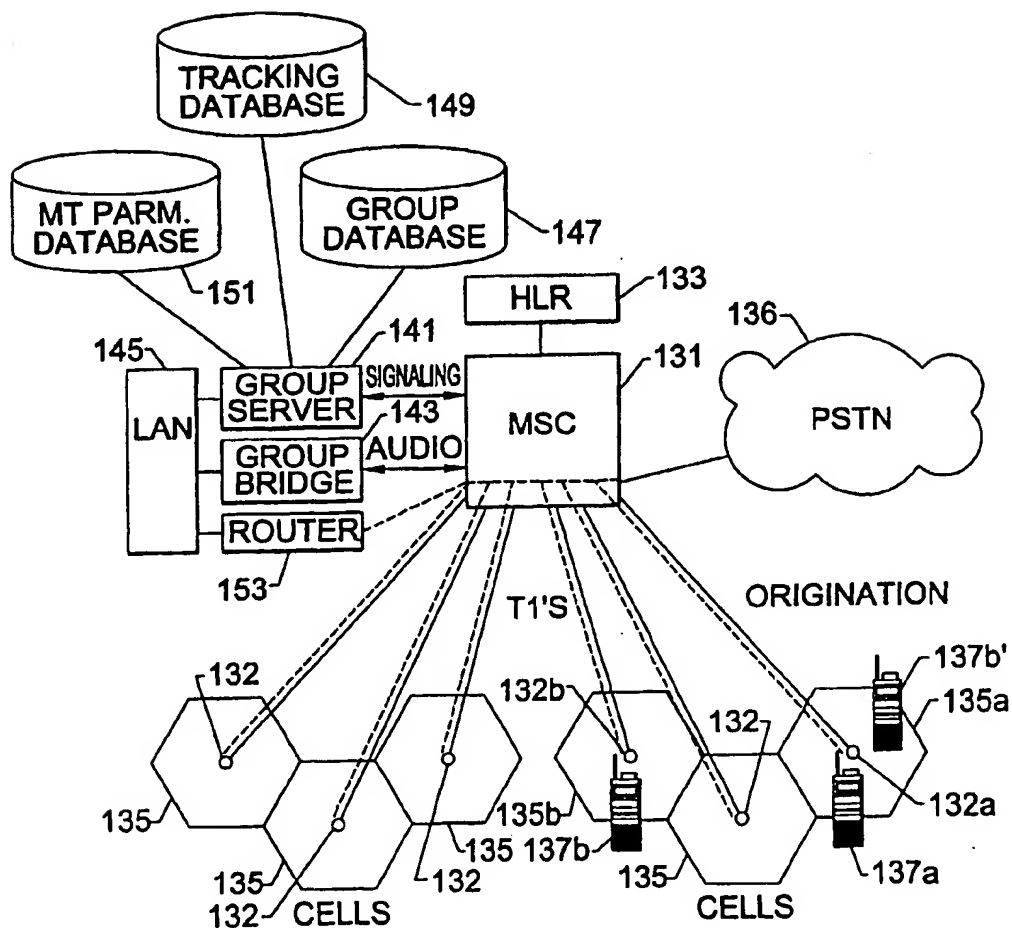 TRACKING
DATABASE
149
MT PARM.
DATABASE
151
GROUP
DATABASE
147
HLR
133
136
145
141
131
LAN
GROUP
SERVER
SIGNALING
MSC
PSTN
143
GROUP
BRIDGE
AUDIO
ROUTER
153
T1'S
ORIGINATION
132
132b
132
137b'
135a
135
135b
137b
135
132a
135
132
132
135
137a
CELLS
CELLS